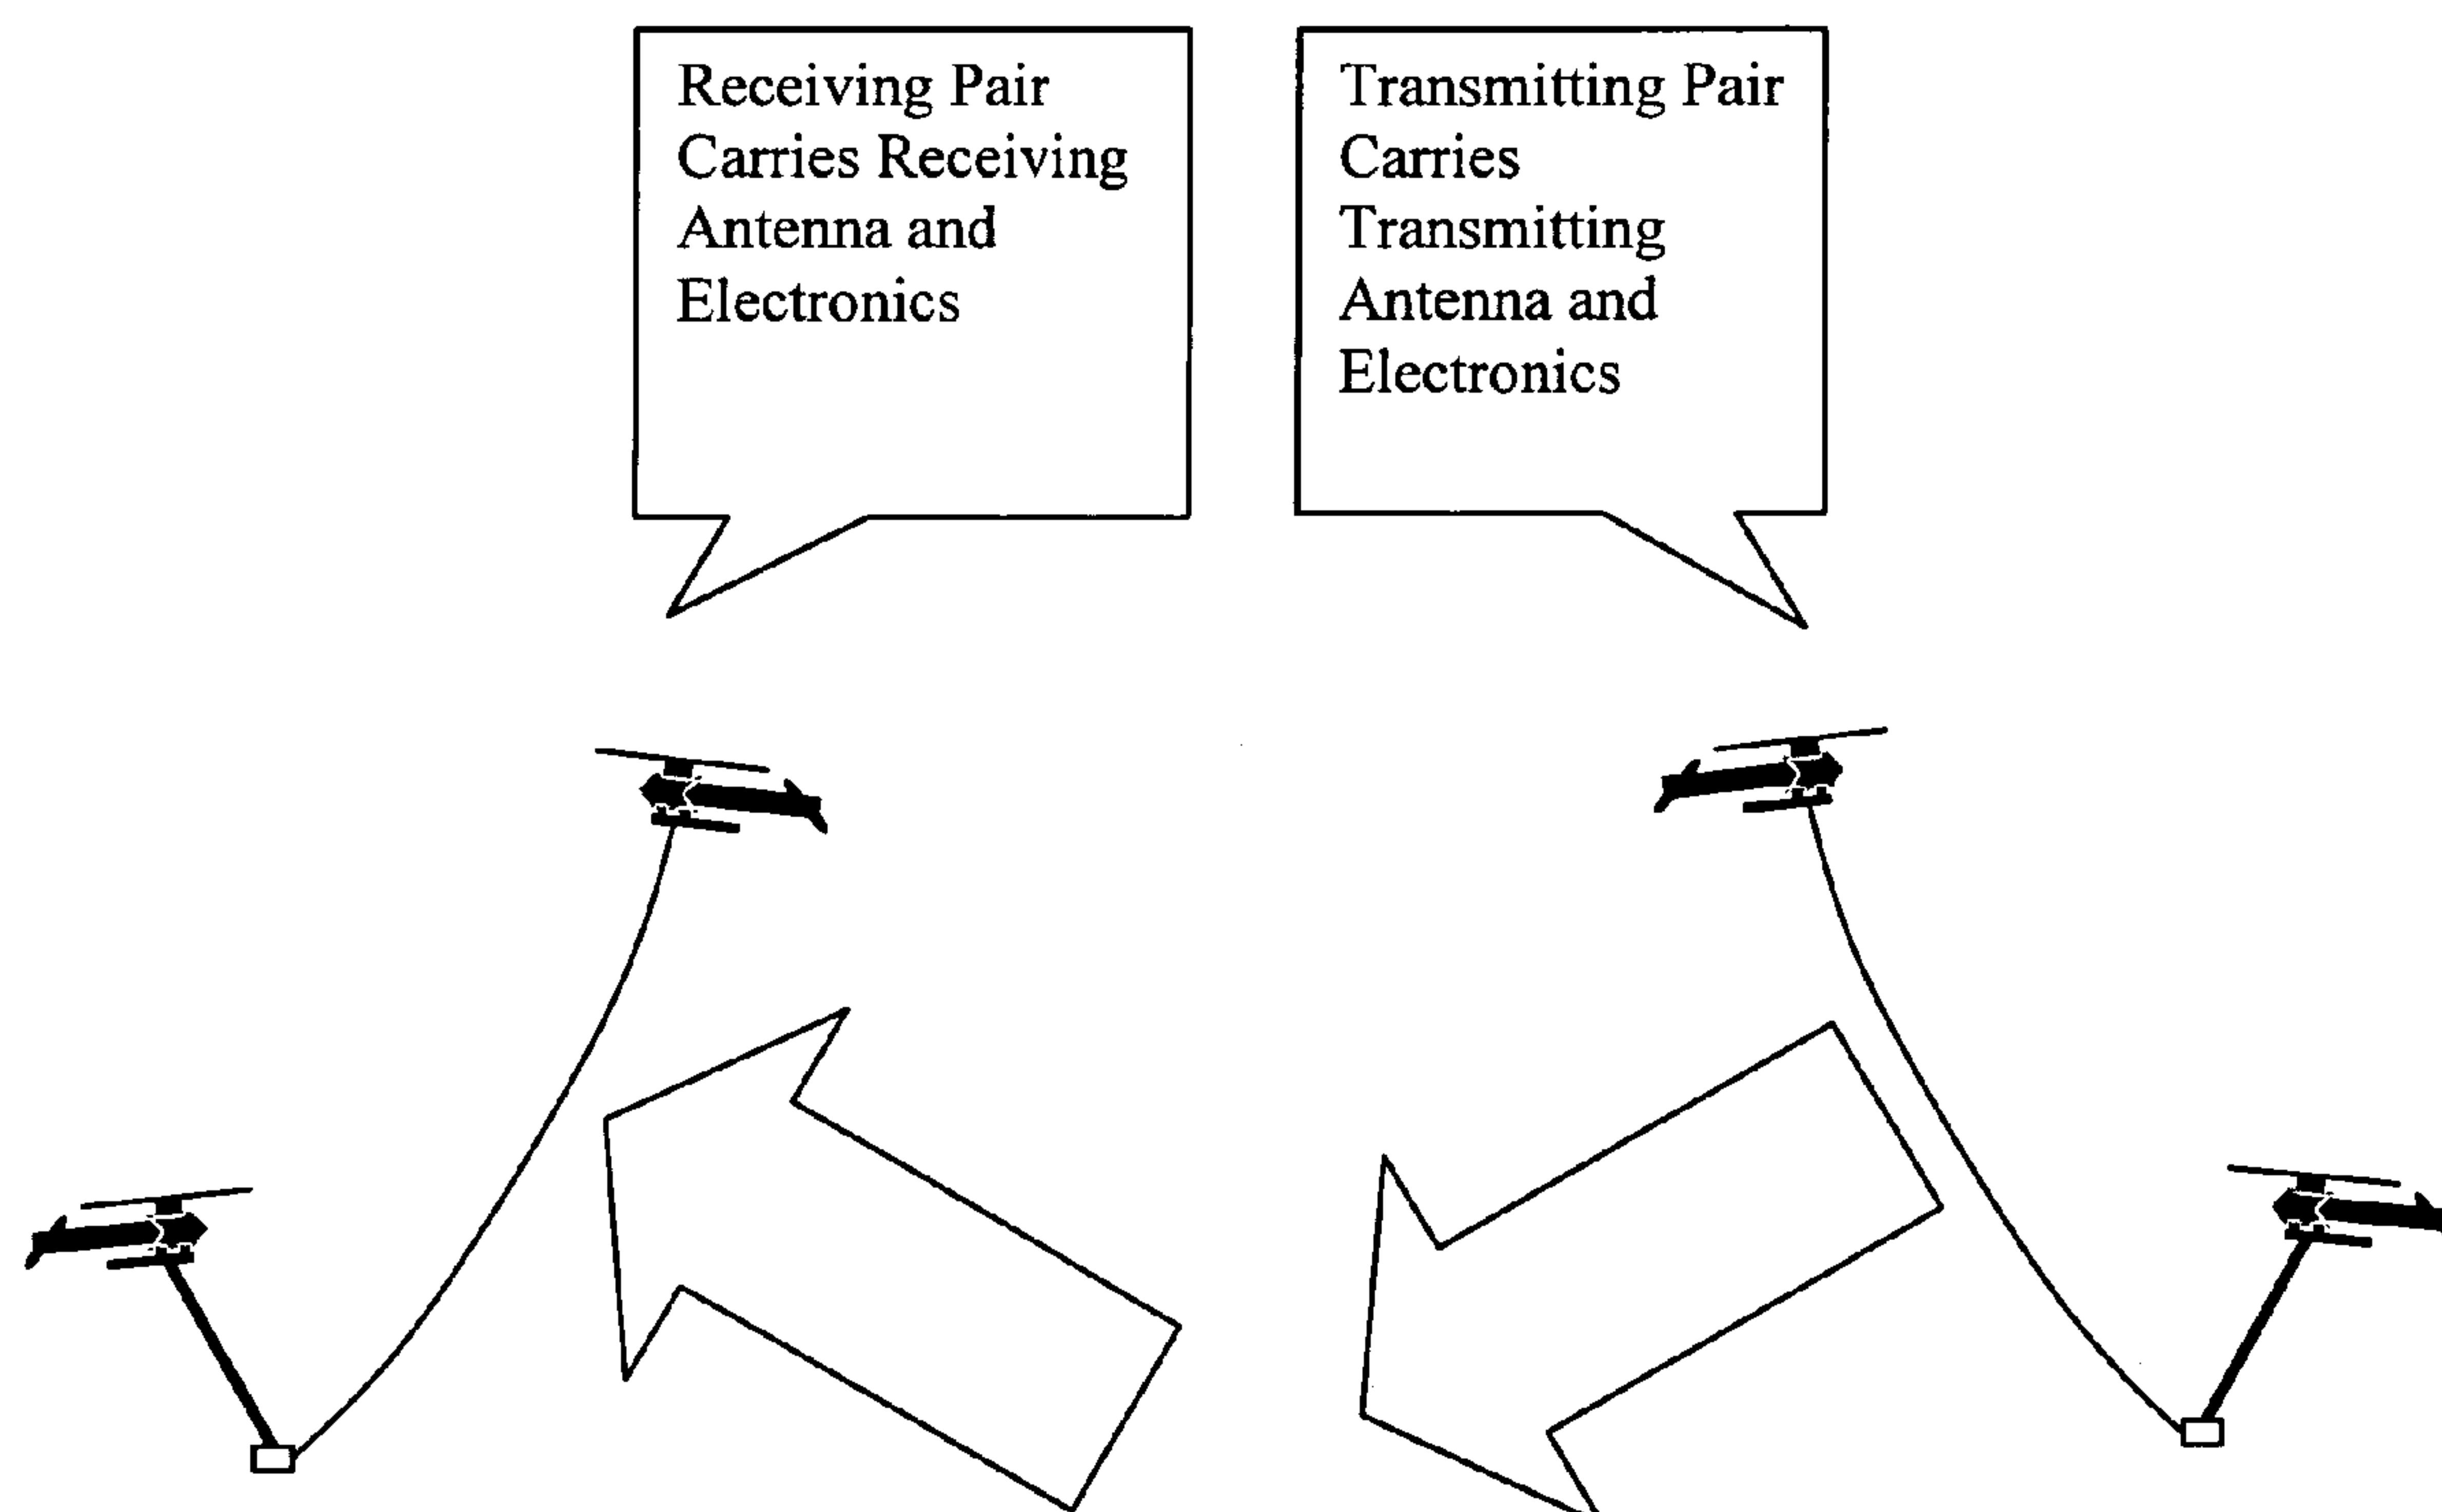 Receiving Pair
Carries Receiving
Antenna and
Electronics
Transmitting Pair
Carries
Transmitting
Antenna and
Electronics